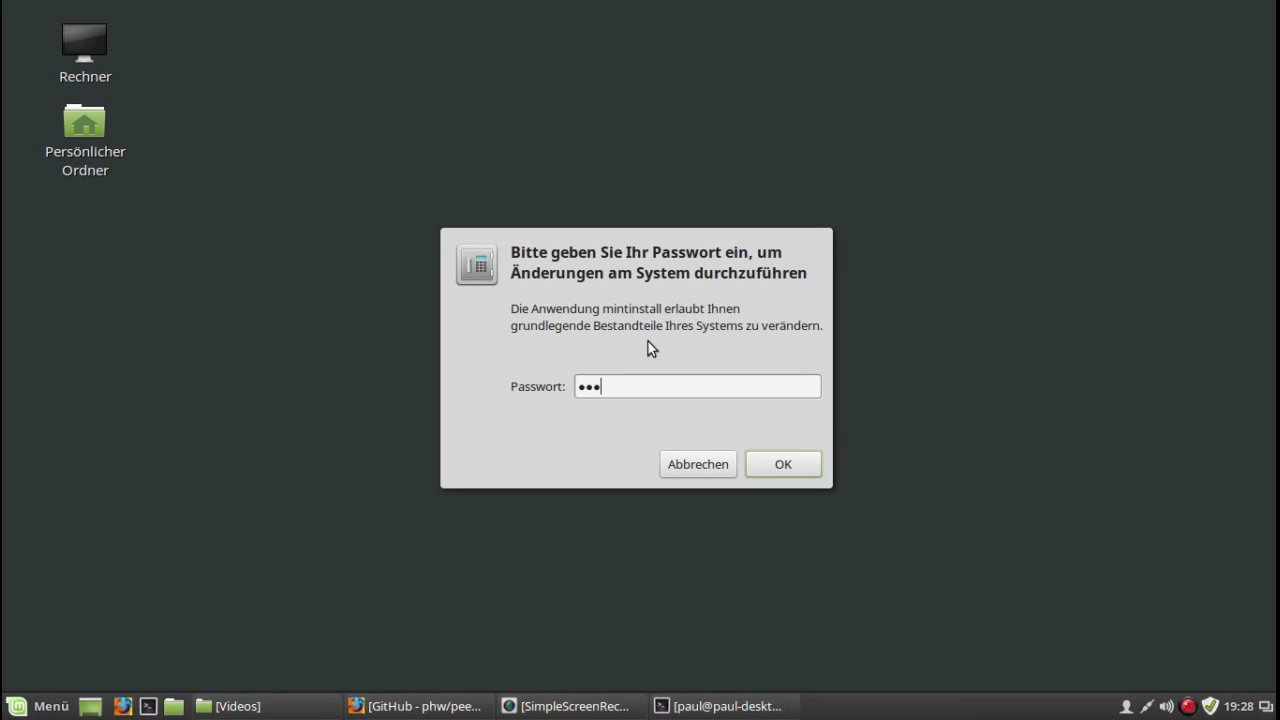 Rechner
Persönlicher
Ordner
Bitte geben Sie Ihr Passwort ein, um
Änderungen am System durchzuführen
Die Anwendung mintinstall erlaubt Ihnen
grundlegende Bestandteile Ihres Systems zu verändern.
Passwort: •••
Abbrechen OK
Menü [Videos] [GitHub - phw/pee... [SimpleScreenRec... [paul@paul-deskt... 19:28